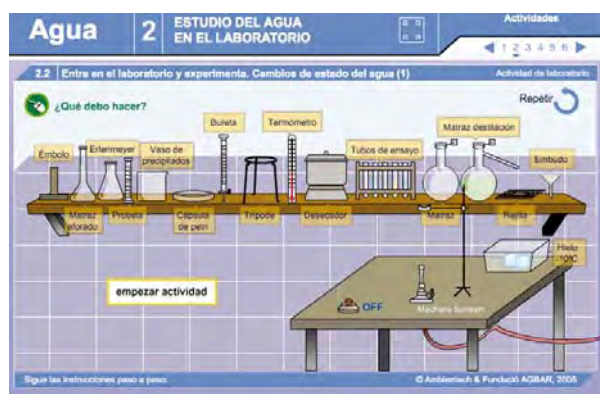 Agua
2
ESTUDIO DEL AGUA
EN EL LABORATORIO
Actividades
1 2 3 4 5 6
2.2 Entra en el laboratorio y experimenta. Cambios de estado del agua (1)
Actividad de laboratorio
¿Qué debo hacer?
Repetir
Bureta
Termómetro
Matraz destilación
Embolo
Erlenmeyer
Vaso de
precipitados
Tubos de ensayo
Embudo
Matraz
aforado
Probeta
Cápsula
de petri
Trípode
Desecador
Matraz
Rejilla
Hielo
-10ºC
empezar actividad
OFF
Mechero bunsen
Sigue las instrucciones paso a paso.
© Ambientech & Fundació AGBAR, 2005